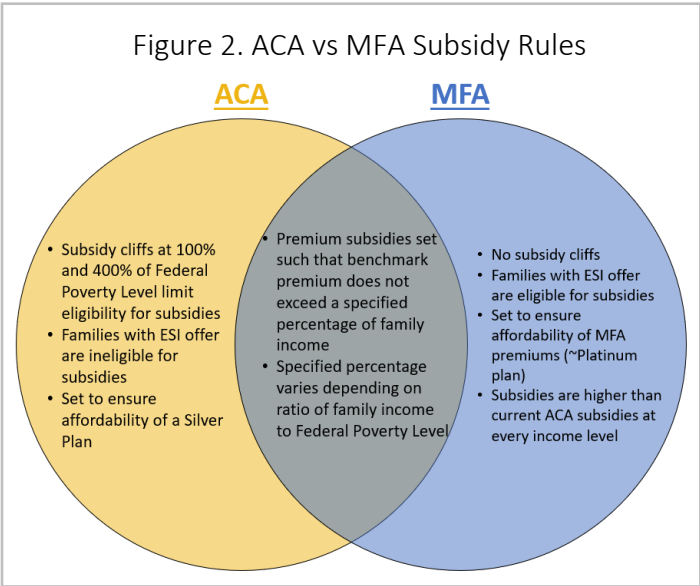 Figure 2. ACA vs MFA Subsidy Rules
ACA
MFA
• Subsidy cliffs at 100%
and 400% of Federal
Poverty Level limit
eligibility for subsidies
• Families with ESI offer
are ineligible for
subsidies
• Set to ensure
affordability of a Silver
Plan
• Premium subsidies set
such that benchmark
premium does not
exceed a specified
percentage of family
income
• Specified percentage
varies depending on
ratio of family income
to Federal Poverty Level
• No subsidy cliffs
• Families with ESI offer
are eligible for subsidies
• Set to ensure
affordability of MFA
premiums (~Platinum
plan)
• Subsidies are higher than
current ACA subsidies at
every income level